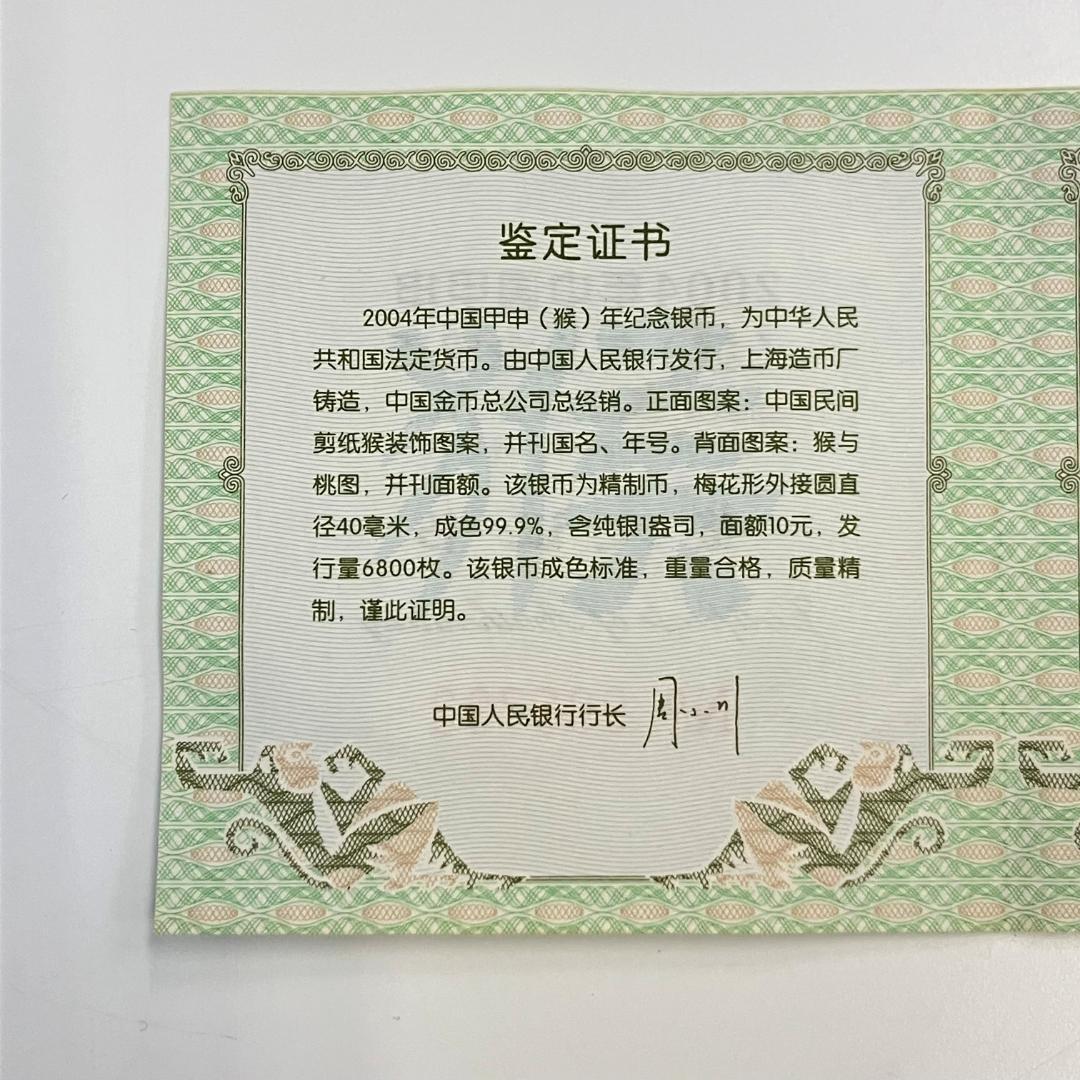 鉴定证书
2004年中国甲申（猴）年纪念银币，为中华人民
共和国法定货币。由中国人民银行发行，上海造币厂
铸造，中国金币总公司总经销。正面图案：中国民间
剪纸猴装饰图案，并刊国名、年号。背面图案：猴与
桃图，并刊面额。该银币为精制币，梅花形外接圆直
径40毫米，成色99.9%，含纯银1盎司，面额10元，发
行量6800枚。该银币成色标准，重量合格，质量精
制，谨此证明。
中国人民银行行长 周小川